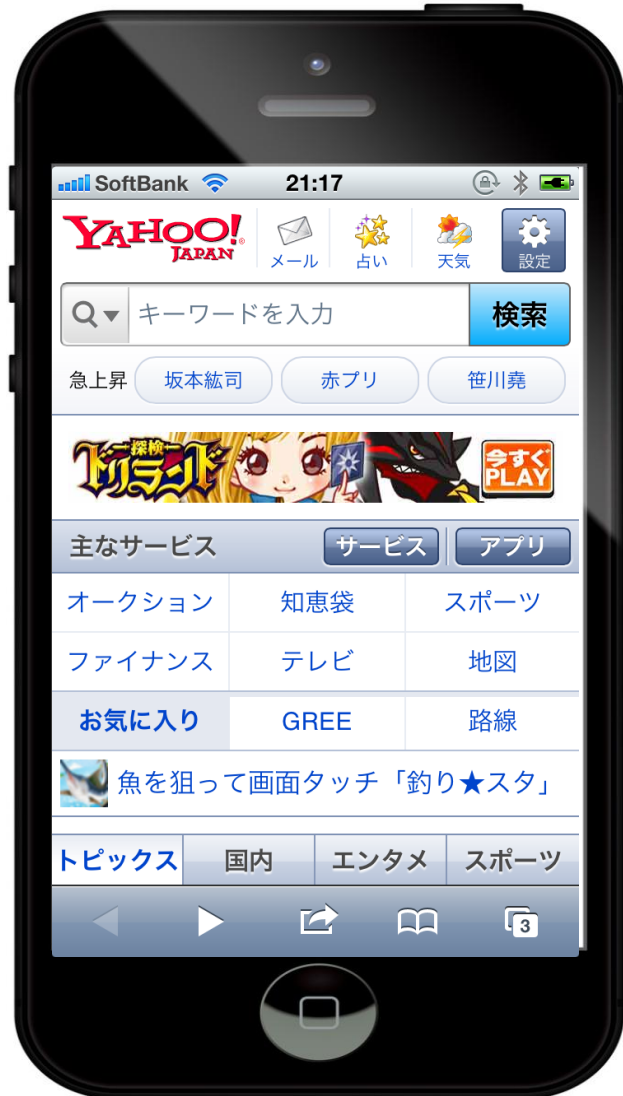 SoftBank 21:17
YAHOO! JAPAN
メール 占い 天気 設定
キーワードを入力 検索
急上昇 坂本紘司 赤プリ 笹川堯
探検ドリランド 今すぐPLAY
主なサービス サービス アプリ
オークション 知恵袋 スポーツ
ファイナンス テレビ 地図
お気に入り GREE 路線
魚を狙って画面タッチ「釣り★スタ」
トピックス 国内 エンタメ スポーツ
3